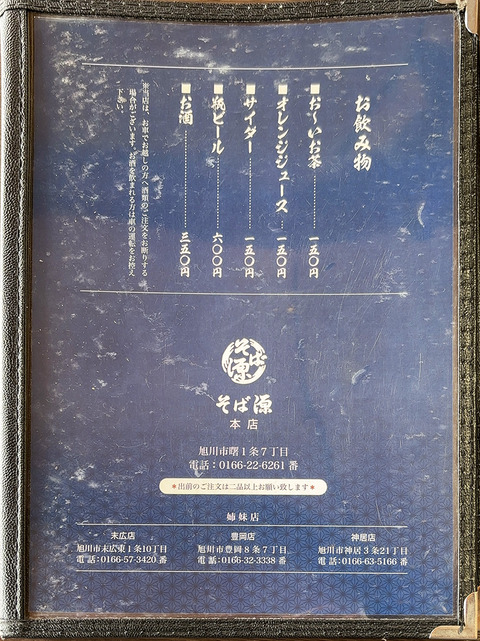 お飲み物
■お〜いお茶 一五〇円
■オレンジジュース 一五〇円
■サイダー 一五〇円
■瓶ビール 六〇〇円
■お酒 三五〇円
※当店は、お車でお越しの方へ酒類のご注文をお断りする
場合がございます。お酒を飲まれる方は車の運転をお控え
下さい。
そば源
そば源
本店
旭川市曙1条7丁目
電話：0166-22-6261番
＊出前のご注文は二品以上お願い致します＊
姉妹店
末広店
旭川市末広東1条10丁目
電話：0166-57-3420番
豊岡店
旭川市豊岡8条7丁目
電話：0166-32-3338番
神居店
旭川市神居3条21丁目
電話：0166-63-5166番